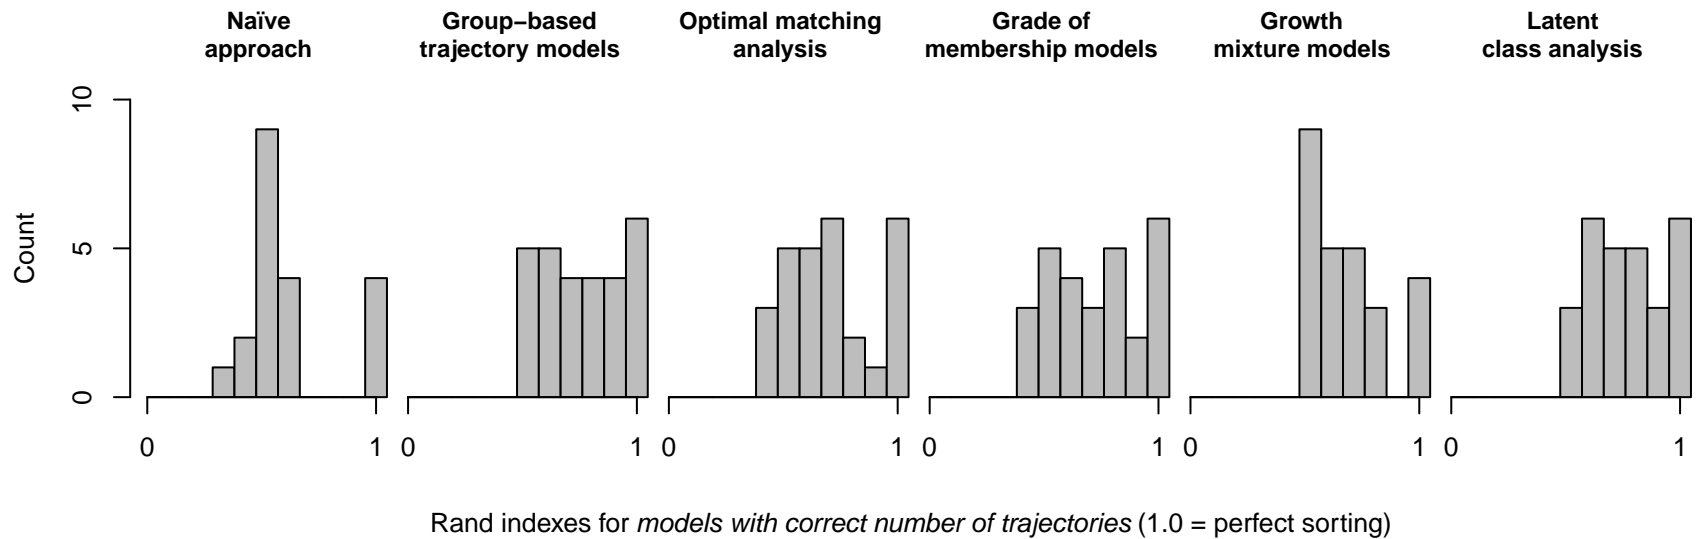 Naïve
approach
Group−based
trajectory models
Optimal matching
analysis
Grade of
membership models
Growth
mixture models
Latent
class analysis
10
5
0
Count
0 1 0 1 0 1 0 1 0 1 0 1
Rand indexes for models with correct number of trajectories (1.0 = perfect sorting)